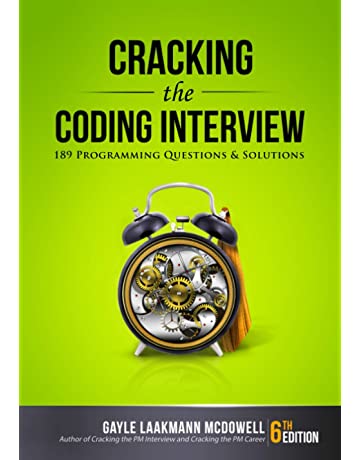 CRACKING
the
CODING INTERVIEW
189 PROGRAMMING QUESTIONS & SOLUTIONS
GAYLE LAAKMANN MCDOWELL
Author of Cracking the PM Interview and Cracking the PM Career
6TH
EDITION